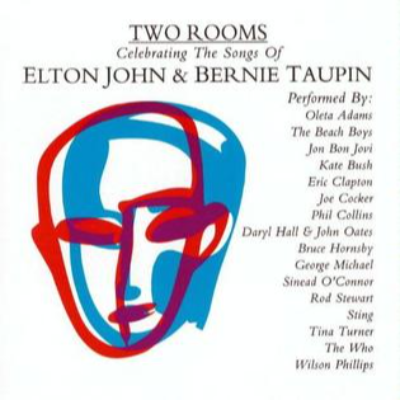 TWO ROOMS
Celebrating The Songs Of
ELTON JOHN & BERNIE TAUPIN
Performed By:
Oleta Adams
The Beach Boys
Jon Bon Jovi
Kate Bush
Eric Clapton
Joe Cocker
Phil Collins
Daryl Hall & John Oates
Bruce Hornsby
George Michael
Sinead O'Connor
Rod Stewart
Sting
Tina Turner
The Who
Wilson Phillips